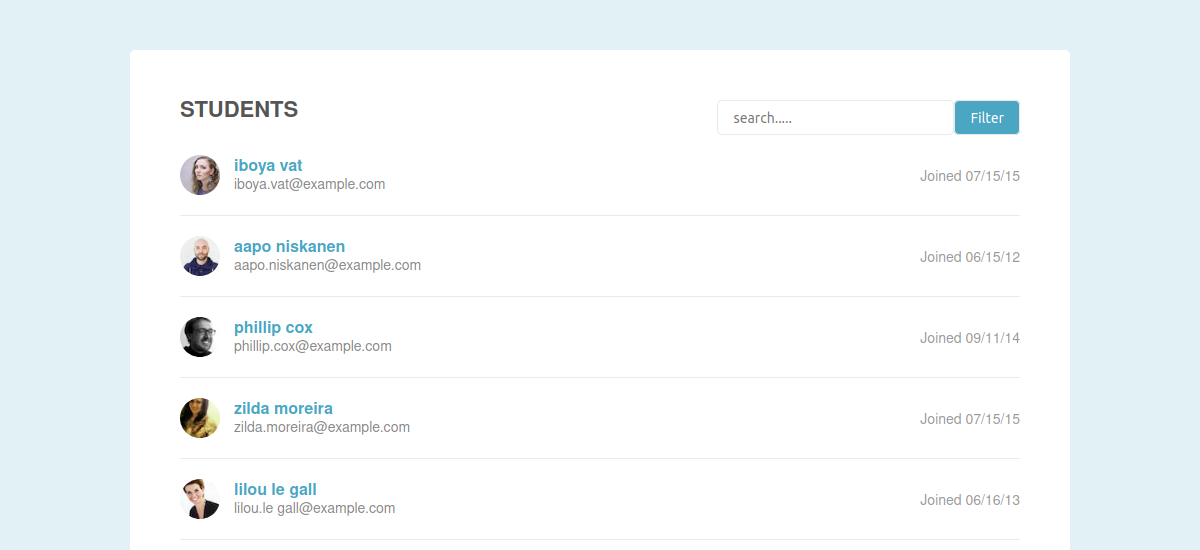 STUDENTS
search.....
Filter
iboya vat
iboya.vat@example.com
Joined 07/15/15
aapo niskanen
aapo.niskanen@example.com
Joined 06/15/12
phillip cox
phillip.cox@example.com
Joined 09/11/14
zilda moreira
zilda.moreira@example.com
Joined 07/15/15
lilou le gall
lilou.le gall@example.com
Joined 06/16/13